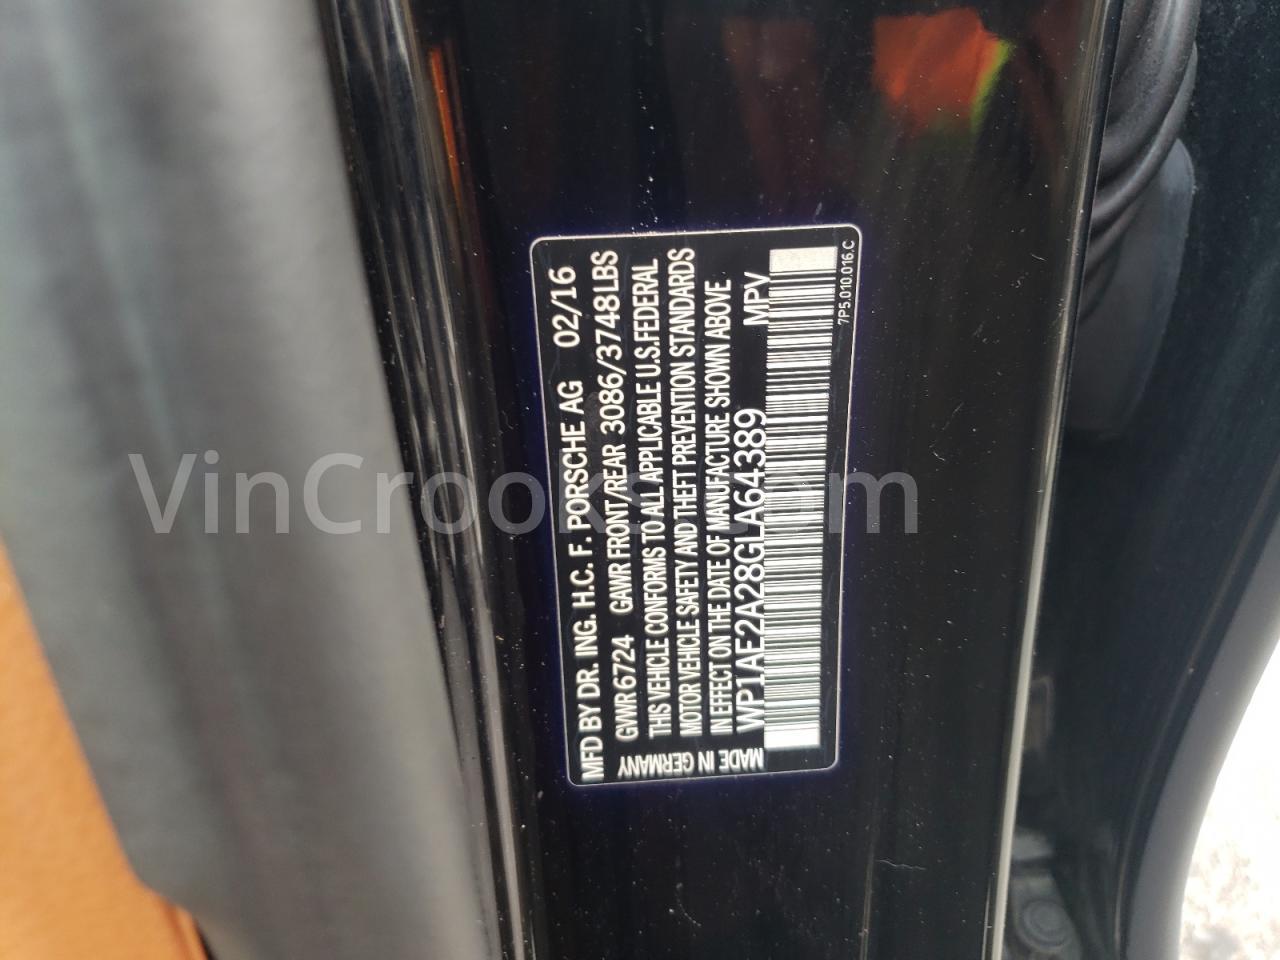 MFD BY DR. ING. H.C. F. PORSCHE AG 02/16
GVWR 6724 GAWR FRONT/REAR 3086/3748LBS
THIS VEHICLE CONFORMS TO ALL APPLICABLE U.S.FEDERAL
MOTOR VEHICLE SAFETY AND THEFT PREVENTION STANDARDS
IN EFFECT ON THE DATE OF MANUFACTURE SHOWN ABOVE
WP1AE2A28GLA64389 MPV
MADE IN GERMANY
7P5.010.016.C
VinCrooks.com